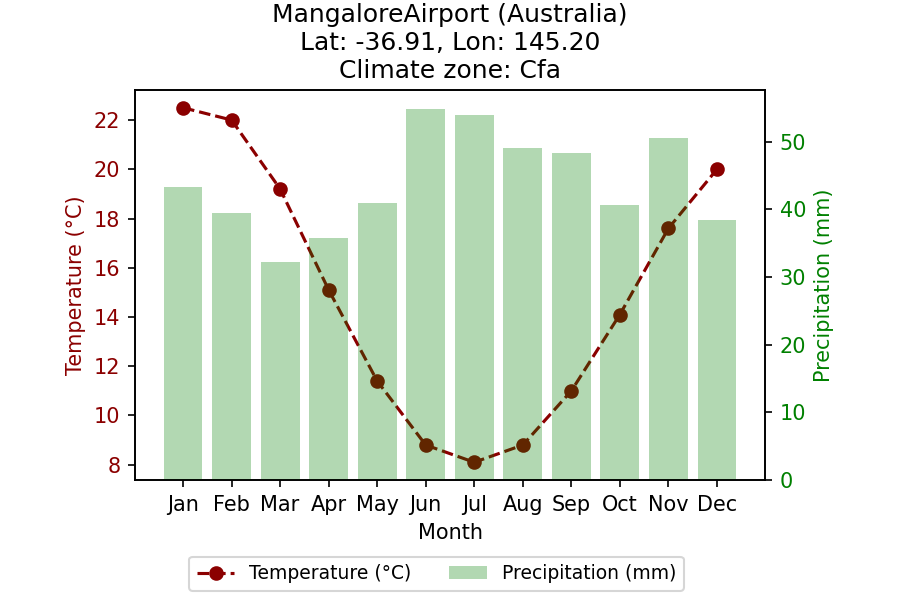 MangaloreAirport (Australia)
Lat: -36.91, Lon: 145.20
Climate zone: Cfa
22
20
18
16
14
12
10
8
Temperature (°C)
50
40
30
20
10
0
Precipitation (mm)
Jan Feb Mar Apr May Jun Jul Aug Sep Oct Nov Dec
Month
Temperature (°C) Precipitation (mm)